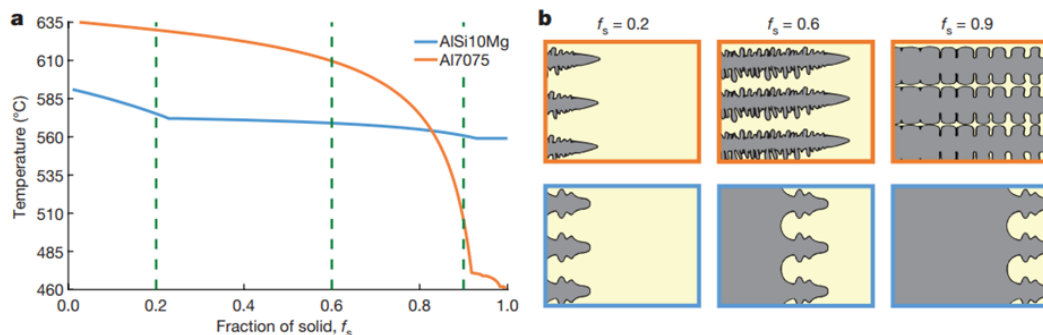 a
635
610
585
560
535
510
485
460
Temperature (°C)
0.0
0.2
0.4
0.6
0.8
1.0
Fraction of solid, fs
AlSi10Mg
Al7075
b
fs = 0.2
fs = 0.6
fs = 0.9